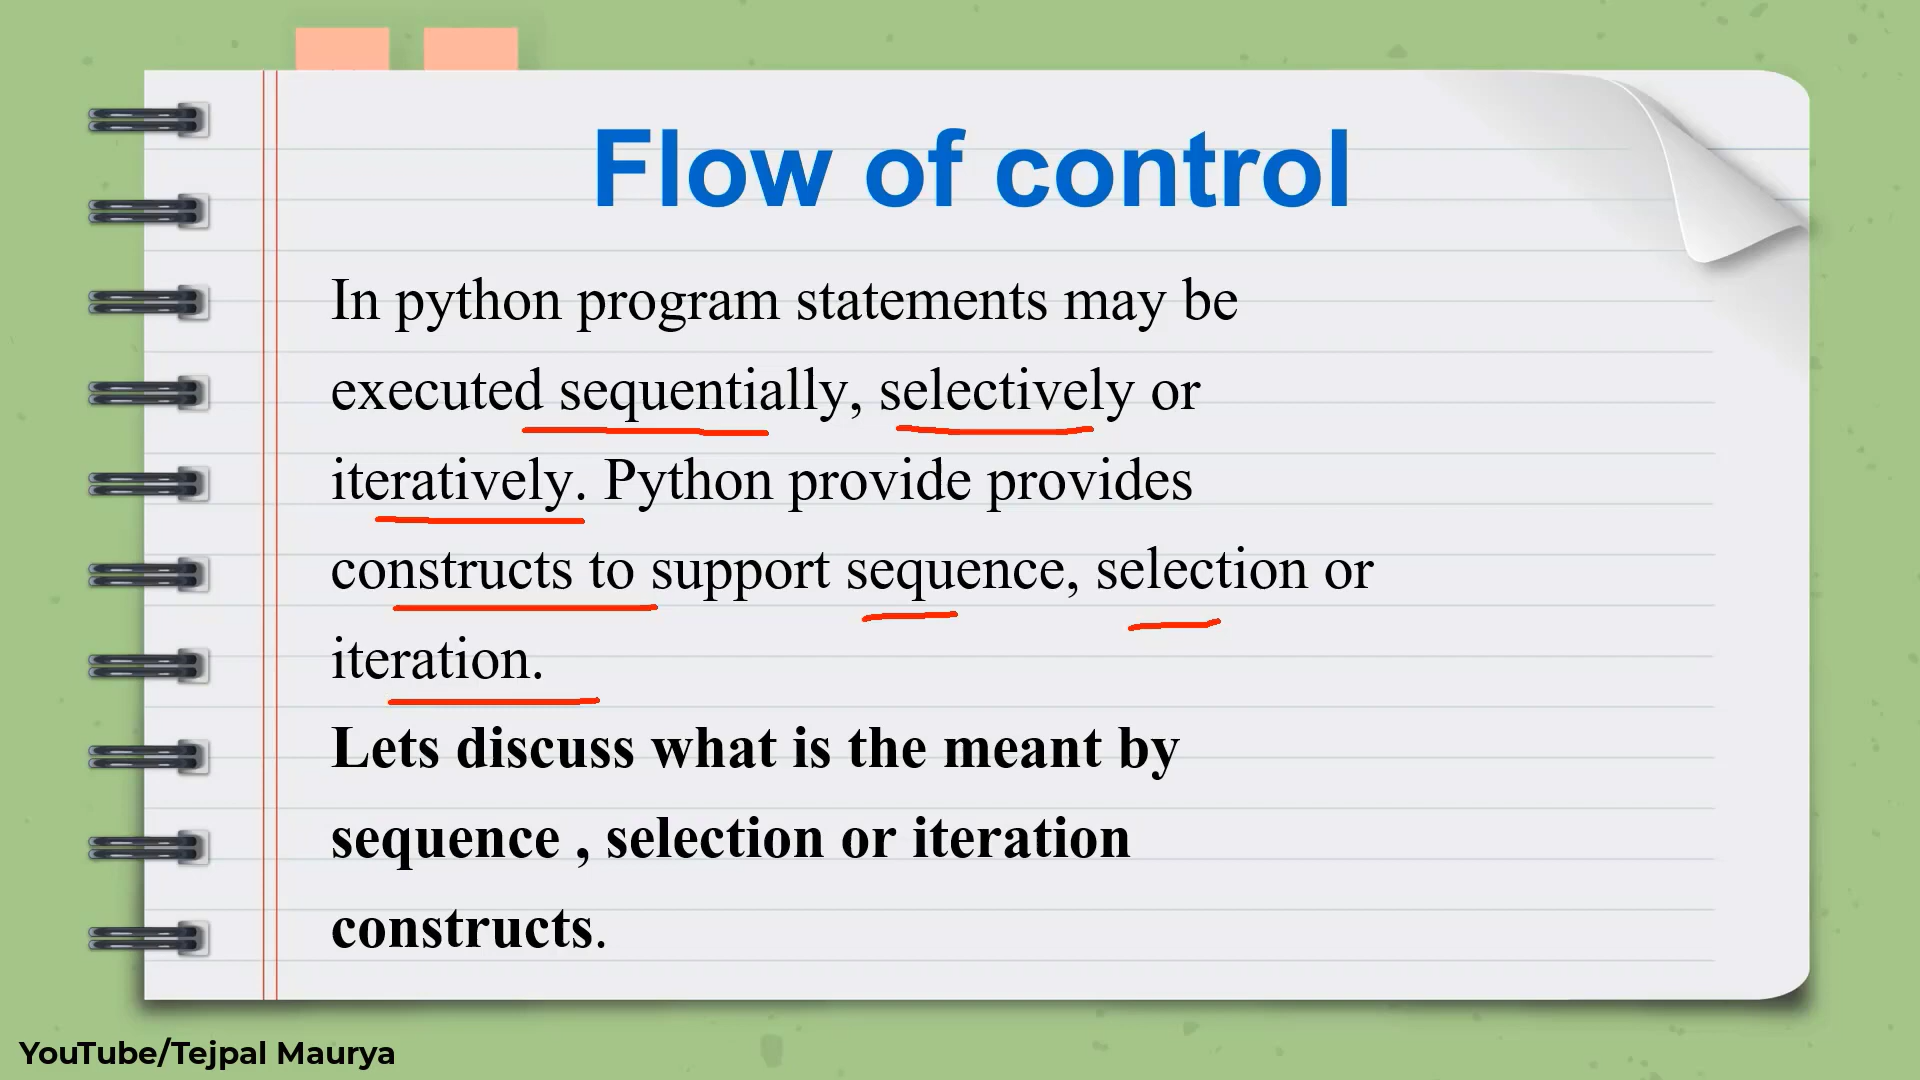 Flow of control
In python program statements may be
executed sequentially, selectively or
iteratively. Python provide provides
constructs to support sequence, selection or
iteration.
Lets discuss what is the meant by
sequence , selection or iteration
constructs.
YouTube/Tejpal Maurya